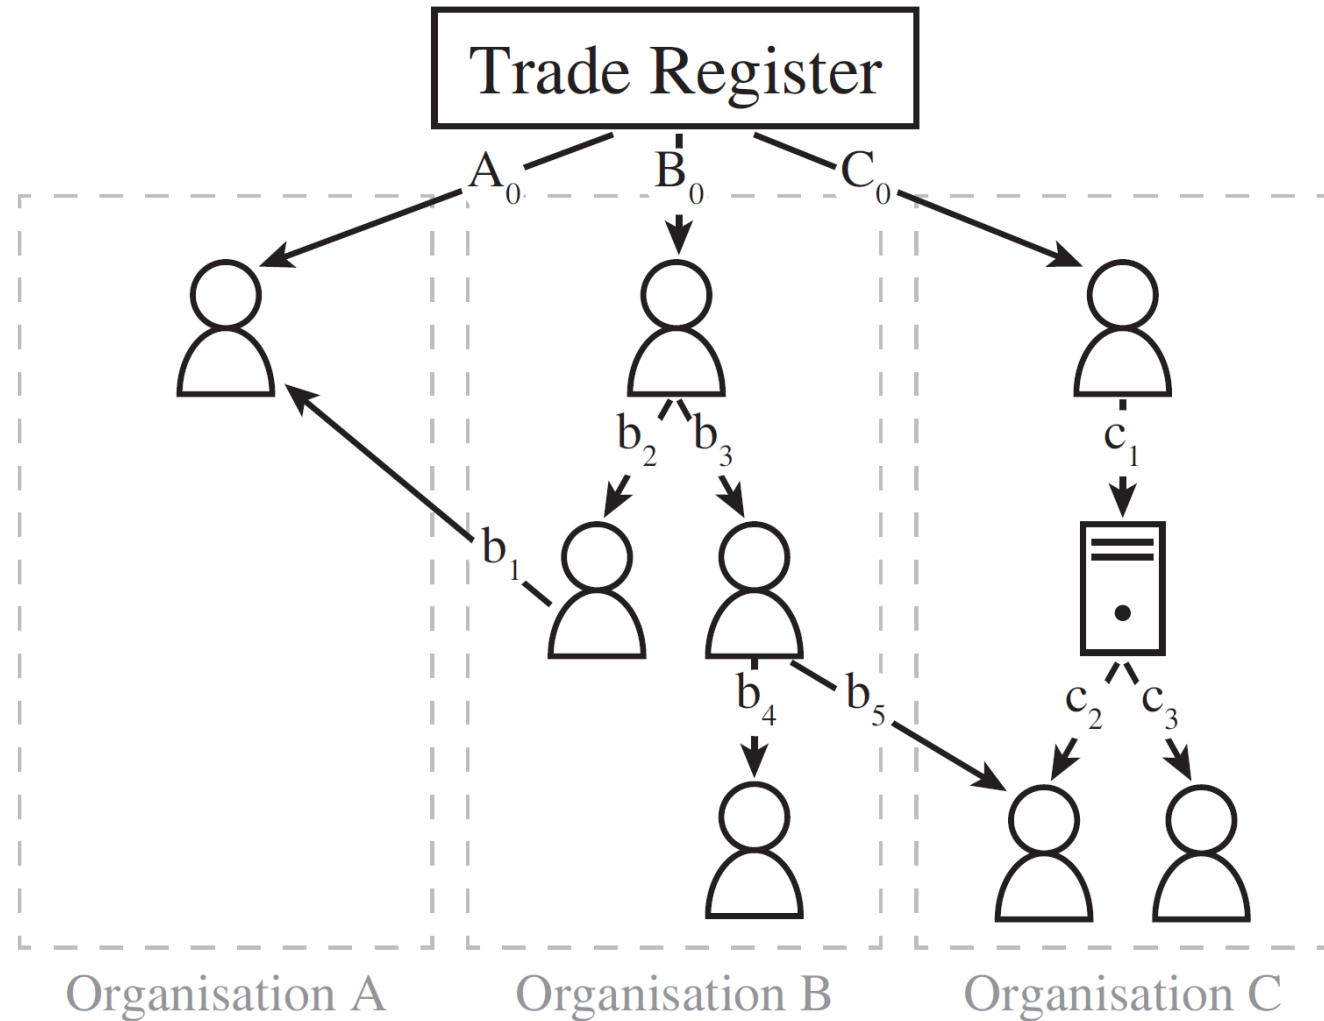 Trade Register
A₀ B₀ C₀
b₂ b₃ c₁
b₁
b₄ b₅ c₂ c₃
Organisation A Organisation B Organisation C